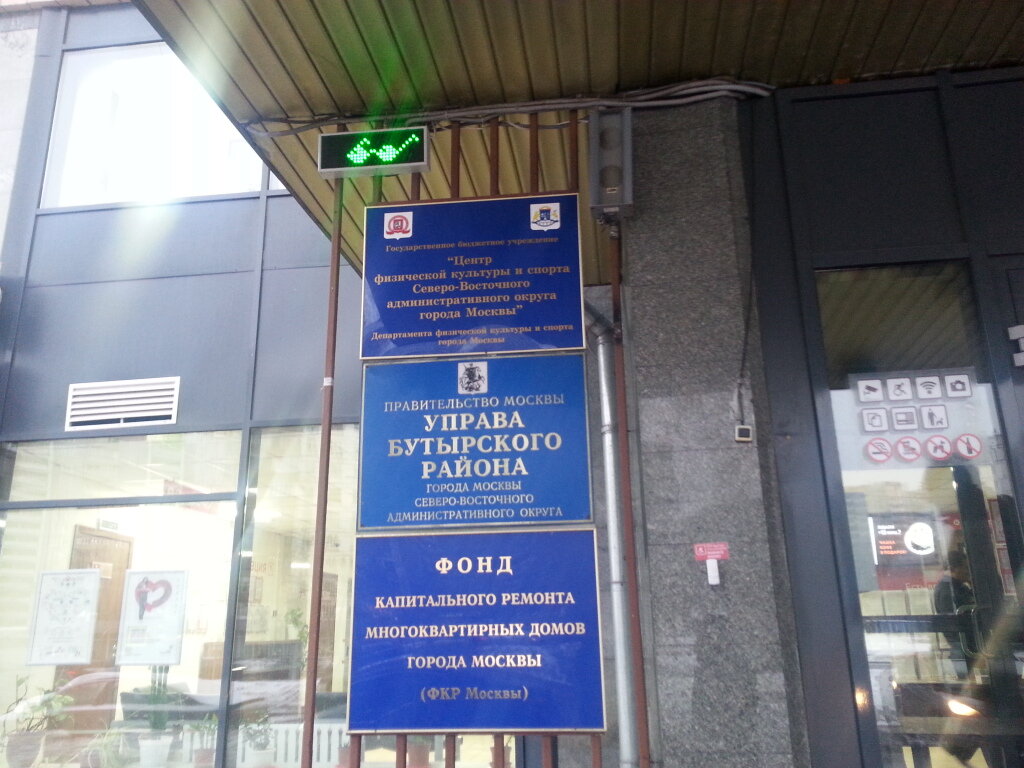 Государственное бюджетное учреждение
“Центр
физической культуры и спорта
Северо-Восточного
административного округа
города Москвы”
Департамента физической культуры и спорта
города Москвы
ПРАВИТЕЛЬСТВО МОСКВЫ
УПРАВА
БУТЫРСКОГО
РАЙОНА
ГОРОДА МОСКВЫ
СЕВЕРО-ВОСТОЧНОГО
АДМИНИСТРАТИВНОГО ОКРУГА
ФОНД
КАПИТАЛЬНОГО РЕМОНТА
МНОГОКВАРТИРНЫХ ДОМОВ
ГОРОДА МОСКВЫ
(ФКР Москвы)